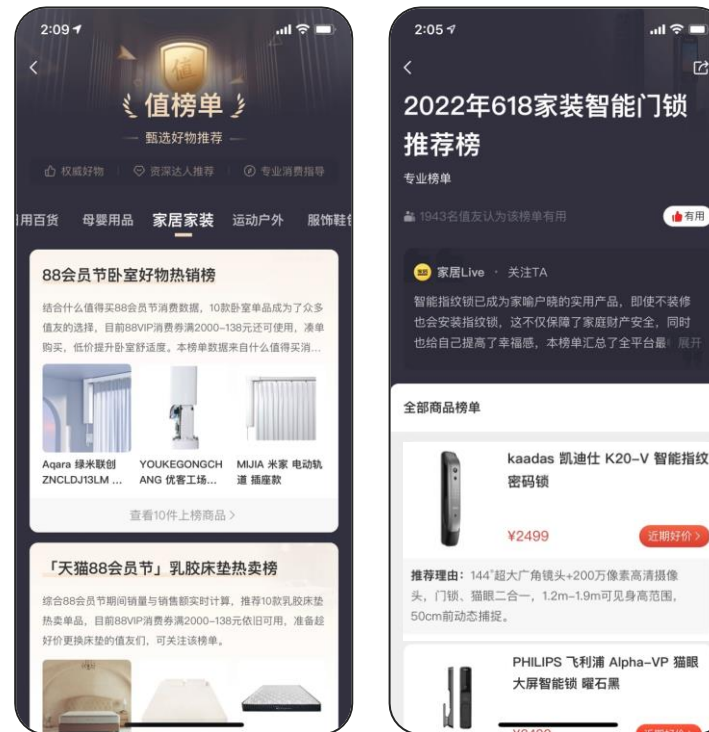 2:09
值
值榜单
甄选好物推荐
权威好物
资深达人推荐
专业消费指导
用百货 母婴用品 家居家装 运动户外 服饰鞋包
88会员节卧室好物热销榜
结合什么值得买88会员节消费数据，10款卧室单品成为了众多
值友的选择，目前88VIP消费券满2000-138元还可使用，凑单
购买，低价提升卧室舒适度。本榜单数据来自什么值得买消...
Aqara 绿米联创
ZNCLDJ13LM ...
YOUKEGONGCH
ANG 优客工场...
MIJIA 米家 电动轨
道 插座款
查看10件上榜商品 >
「天猫88会员节」乳胶床垫热卖榜
综合88会员节期间销量与销售额实时计算，推荐10款乳胶床垫
热卖单品，目前88VIP消费券满2000-138元依旧可用，准备趁
好价更换床垫的值友们，可关注该榜单。
2:05
2022年618家装智能门锁
推荐榜
专业榜单
1943名值友认为该榜单有用
有用
家居Live · 关注TA
智能指纹锁已成为家喻户晓的实用产品，即使不装修
也会安装指纹锁，这不仅保障了家庭财产安全，同时
也给自己提高了幸福感，本榜单汇总了全平台最 展开
全部商品榜单
kaadas 凯迪仕 K20-V 智能指纹
密码锁
¥2499
近期好价 >
推荐理由：144°超大广角镜头+200万像素高清摄像
头，门锁、猫眼二合一，1.2m-1.9m可见身高范围，
50cm前动态捕捉。
PHILIPS 飞利浦 Alpha-VP 猫眼
大屏智能锁 曜石黑